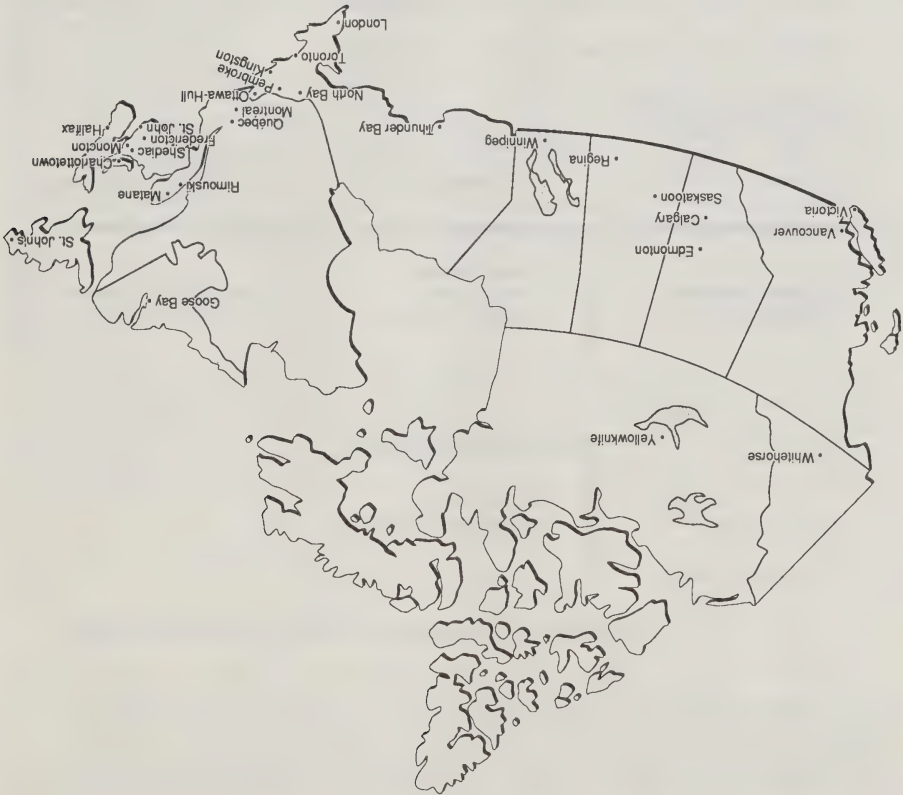 Whitehorse
Yellowknife
Goose Bay
Edmonton
St. John's
Vancouver
Calgary
Victoria
Saskatoon
Matane
Rimouski
Charlottetown
Regina
Shediac
Moncton
Winnipeg
Fredericton
Thunder Bay
St. John
Halifax
Québec
Montreal
Ottawa-Hull
North Bay
Pembroke
Kingston
Toronto
London